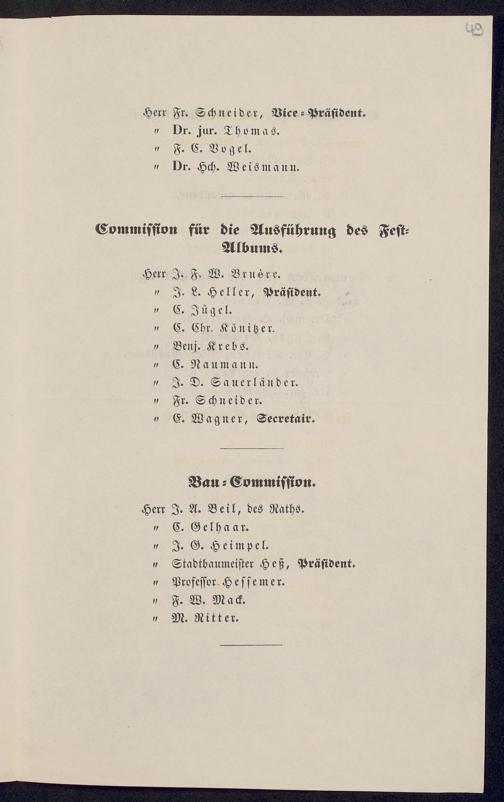 49
Herr Fr. Schneider, Vice-Präsident.
" Dr. jur. Thomas.
" F. C. Vogel.
" Dr. Hch. Weismann.
Commission für die Ausführung des Fest-
Albums.
Herr J. F. W. Bruère.
" J. L. Heller, Präsident.
" C. Jügel.
" C. Chr. Könitzer.
" Benj. Krebs.
" C. Naumann.
" J. D. Sauerländer.
" Fr. Schneider.
" E. Wagner, Secretair.
Bau-Commission.
Herr J. A. Beil, des Raths.
" C. Gelhaar.
" J. G. Heimpel.
" Stadtbaumeister Heß, Präsident.
" Professor Hessemer.
" F. W. Mack.
" M. Ritter.